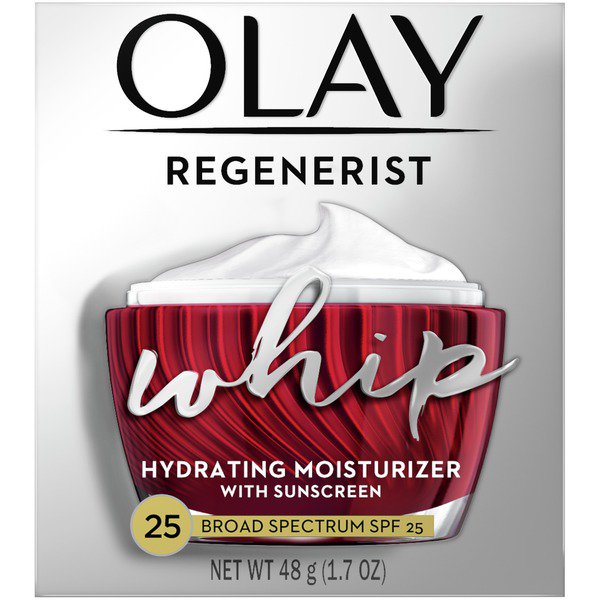 OLAY
REGENERIST
whip
HYDRATING MOISTURIZER
WITH SUNSCREEN
25 BROAD SPECTRUM SPF 25
NET WT 48 g (1.7 OZ)